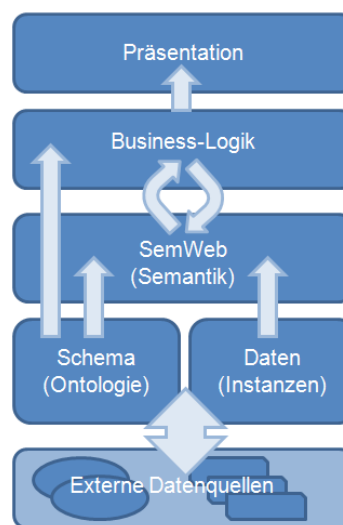 Präsentation
Business-Logik
SemWeb
(Semantik)
Schema
(Ontologie)
Daten
(Instanzen)
Externe Datenquellen